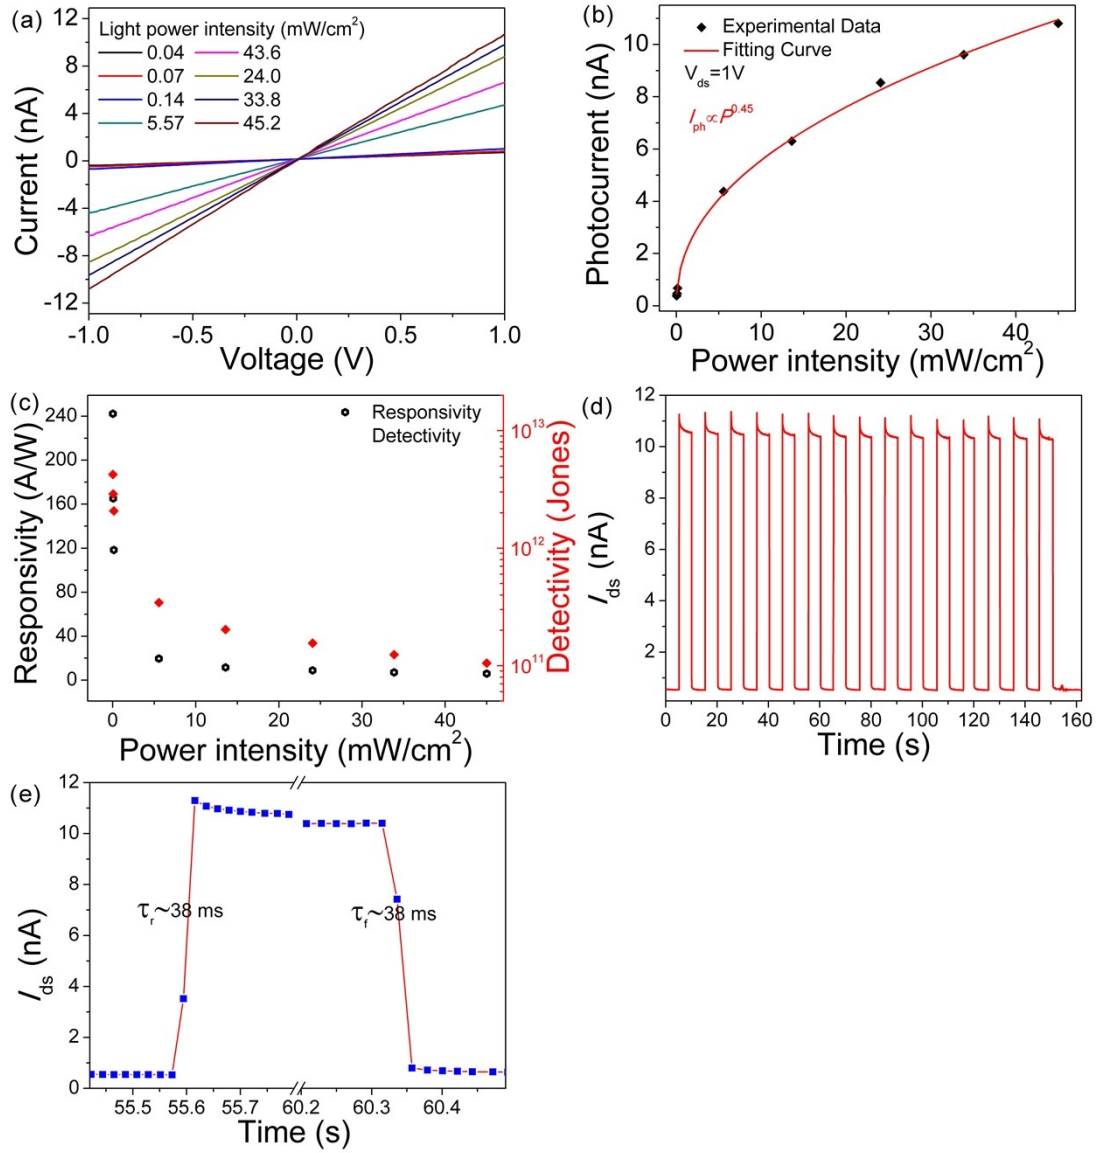 (a)
Light power intensity (mW/cm²)
0.04 43.6
0.07 24.0
0.14 33.8
5.57 45.2
12
8
4
0
-4
-8
-12
Current (nA)
-1.0 -0.5 0.0 0.5 1.0
Voltage (V)
(b)
Experimental Data
Fitting Curve
V_ds=1V
I_ph∝P^0.45
10
8
6
4
2
0
Photocurrent (nA)
0 10 20 30 40
Power intensity (mW/cm²)
(c)
Responsivity
Detectivity
240
200
160
120
80
40
0
Responsivity (A/W)
10¹³
10¹²
10¹¹
Detectivity (Jones)
0 10 20 30 40
Power intensity (mW/cm²)
(d)
12
10
8
6
4
2
I_ds (nA)
0 20 40 60 80 100 120 140 160
Time (s)
(e)
12
10
8
6
4
2
0
I_ds (nA)
τ_r~38 ms
τ_f~38 ms
55.5 55.6 55.7 60.2 60.3 60.4
Time (s)